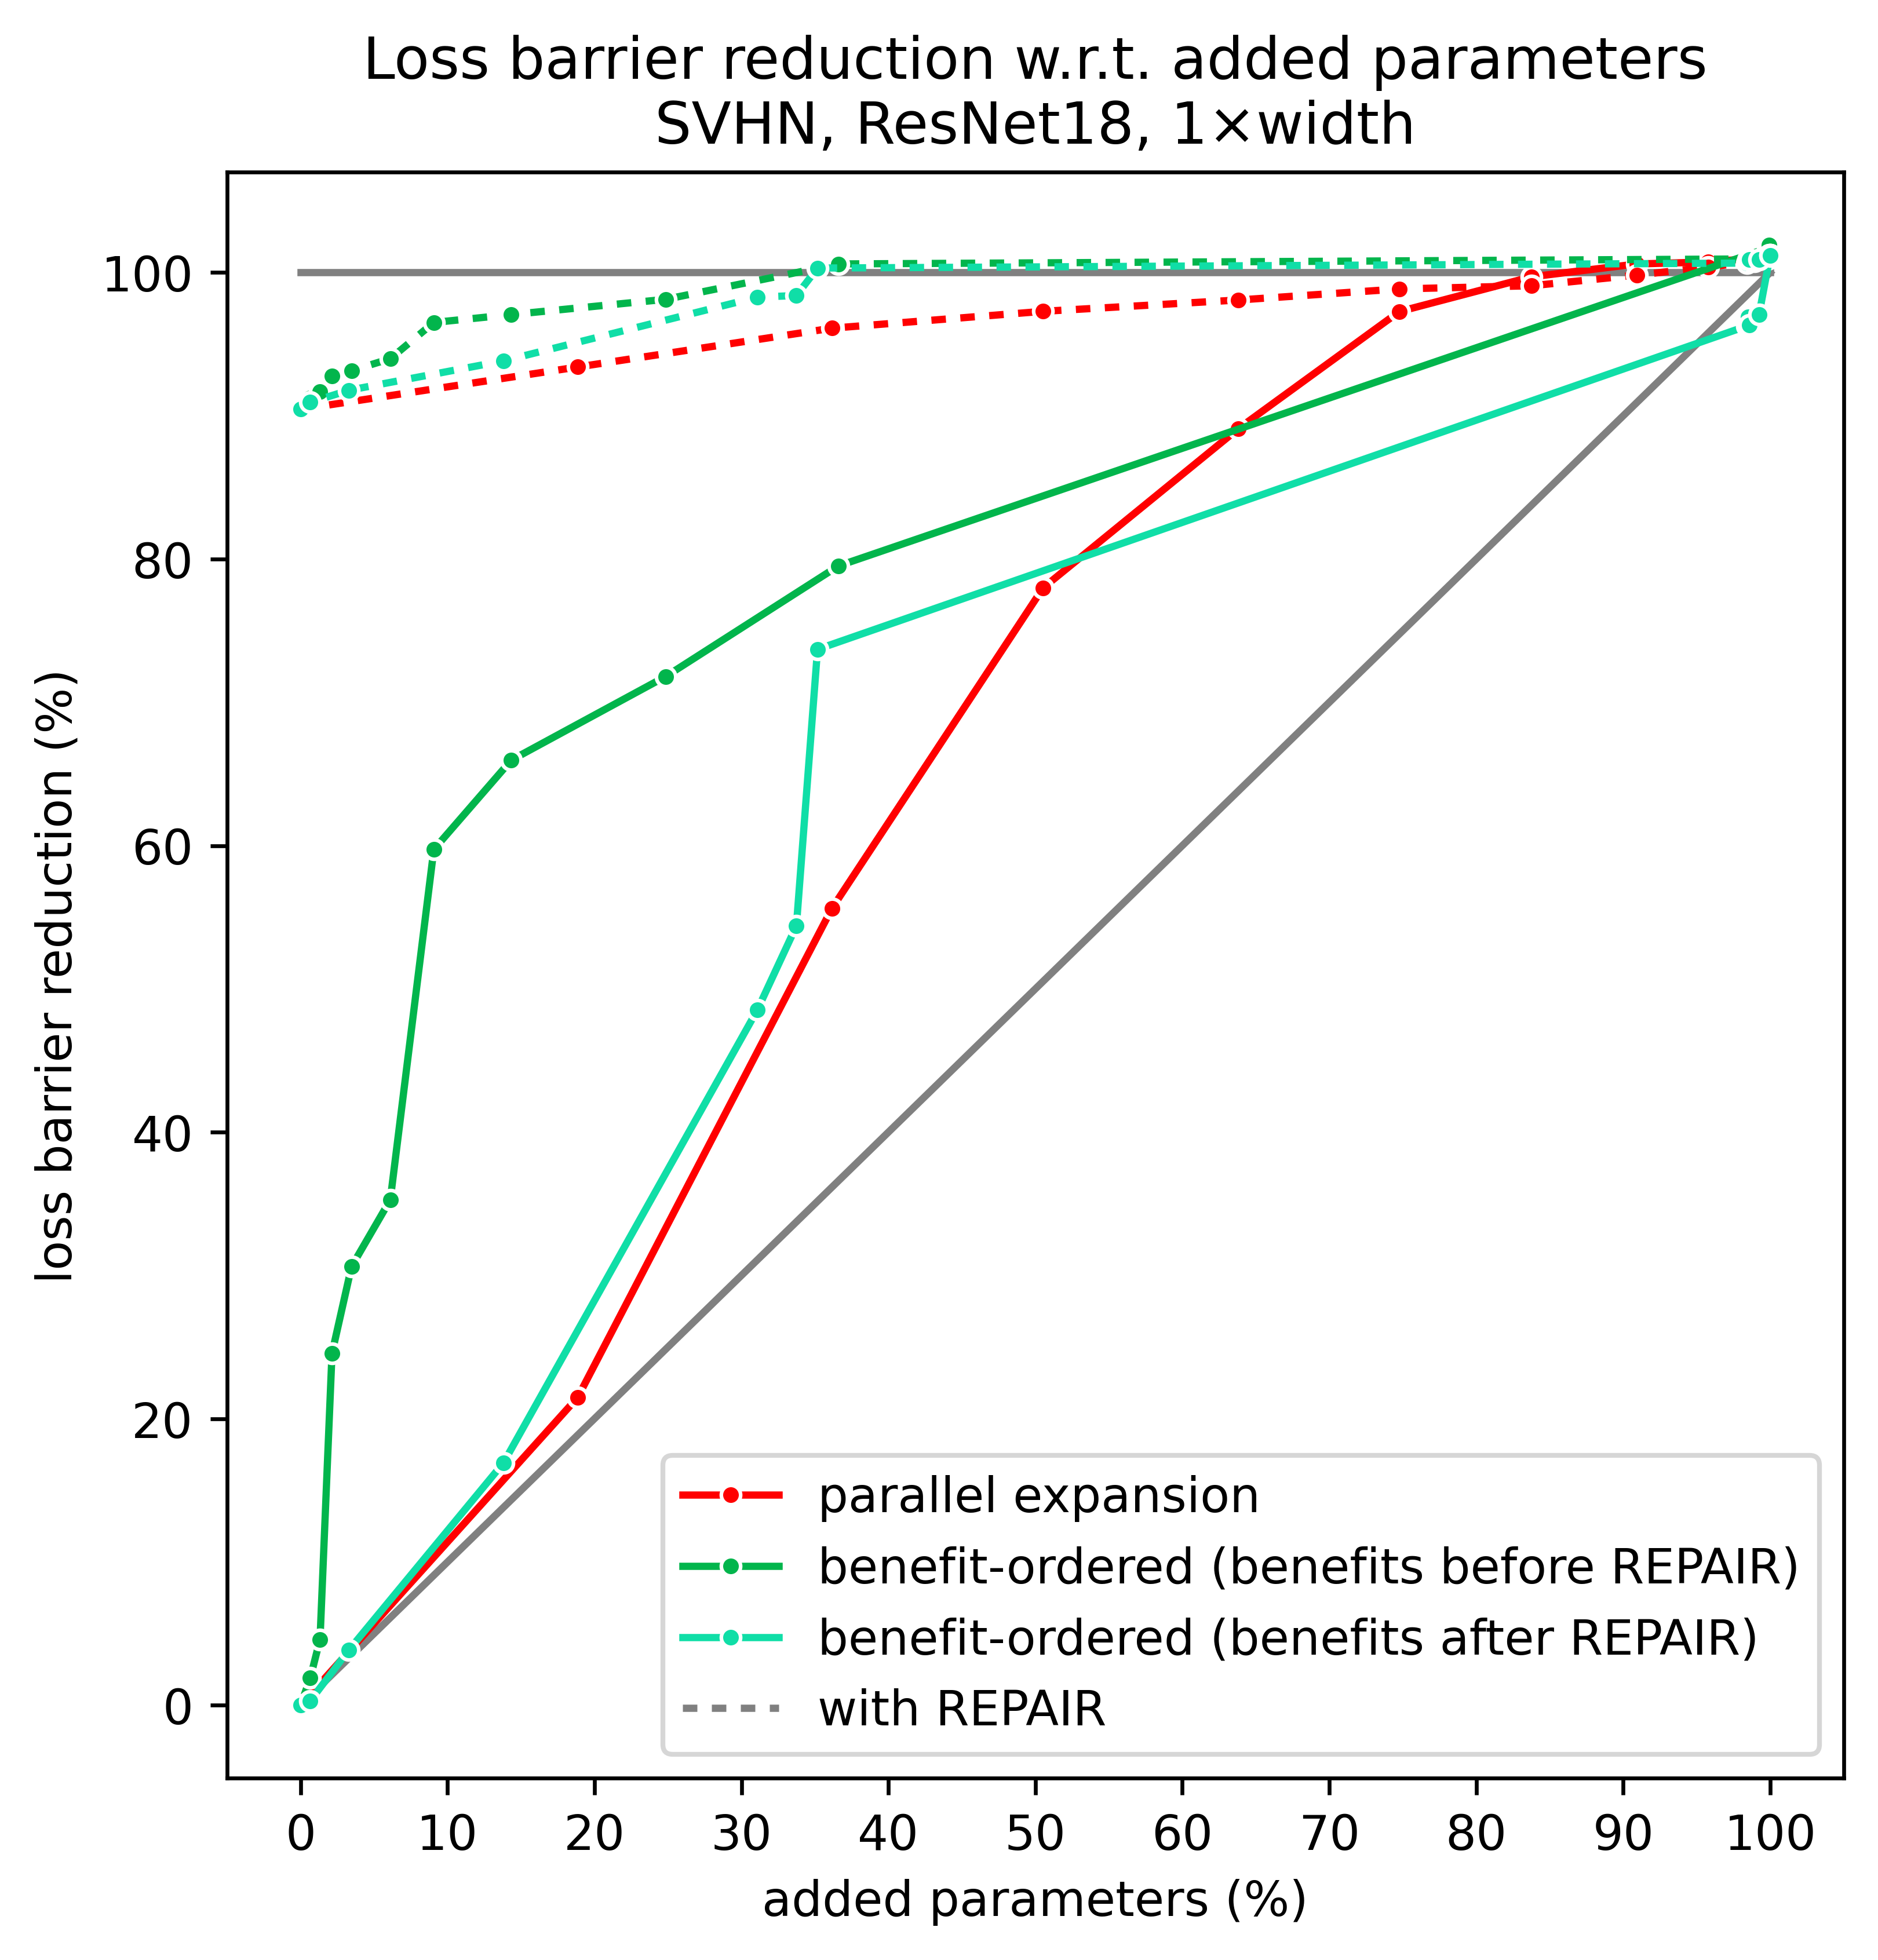 Loss barrier reduction w.r.t. added parameters
SVHN, ResNet18, 1×width
100
80
60
40
20
0
loss barrier reduction (%)
parallel expansion
benefit-ordered (benefits before REPAIR)
benefit-ordered (benefits after REPAIR)
with REPAIR
0 10 20 30 40 50 60 70 80 90 100
added parameters (%)